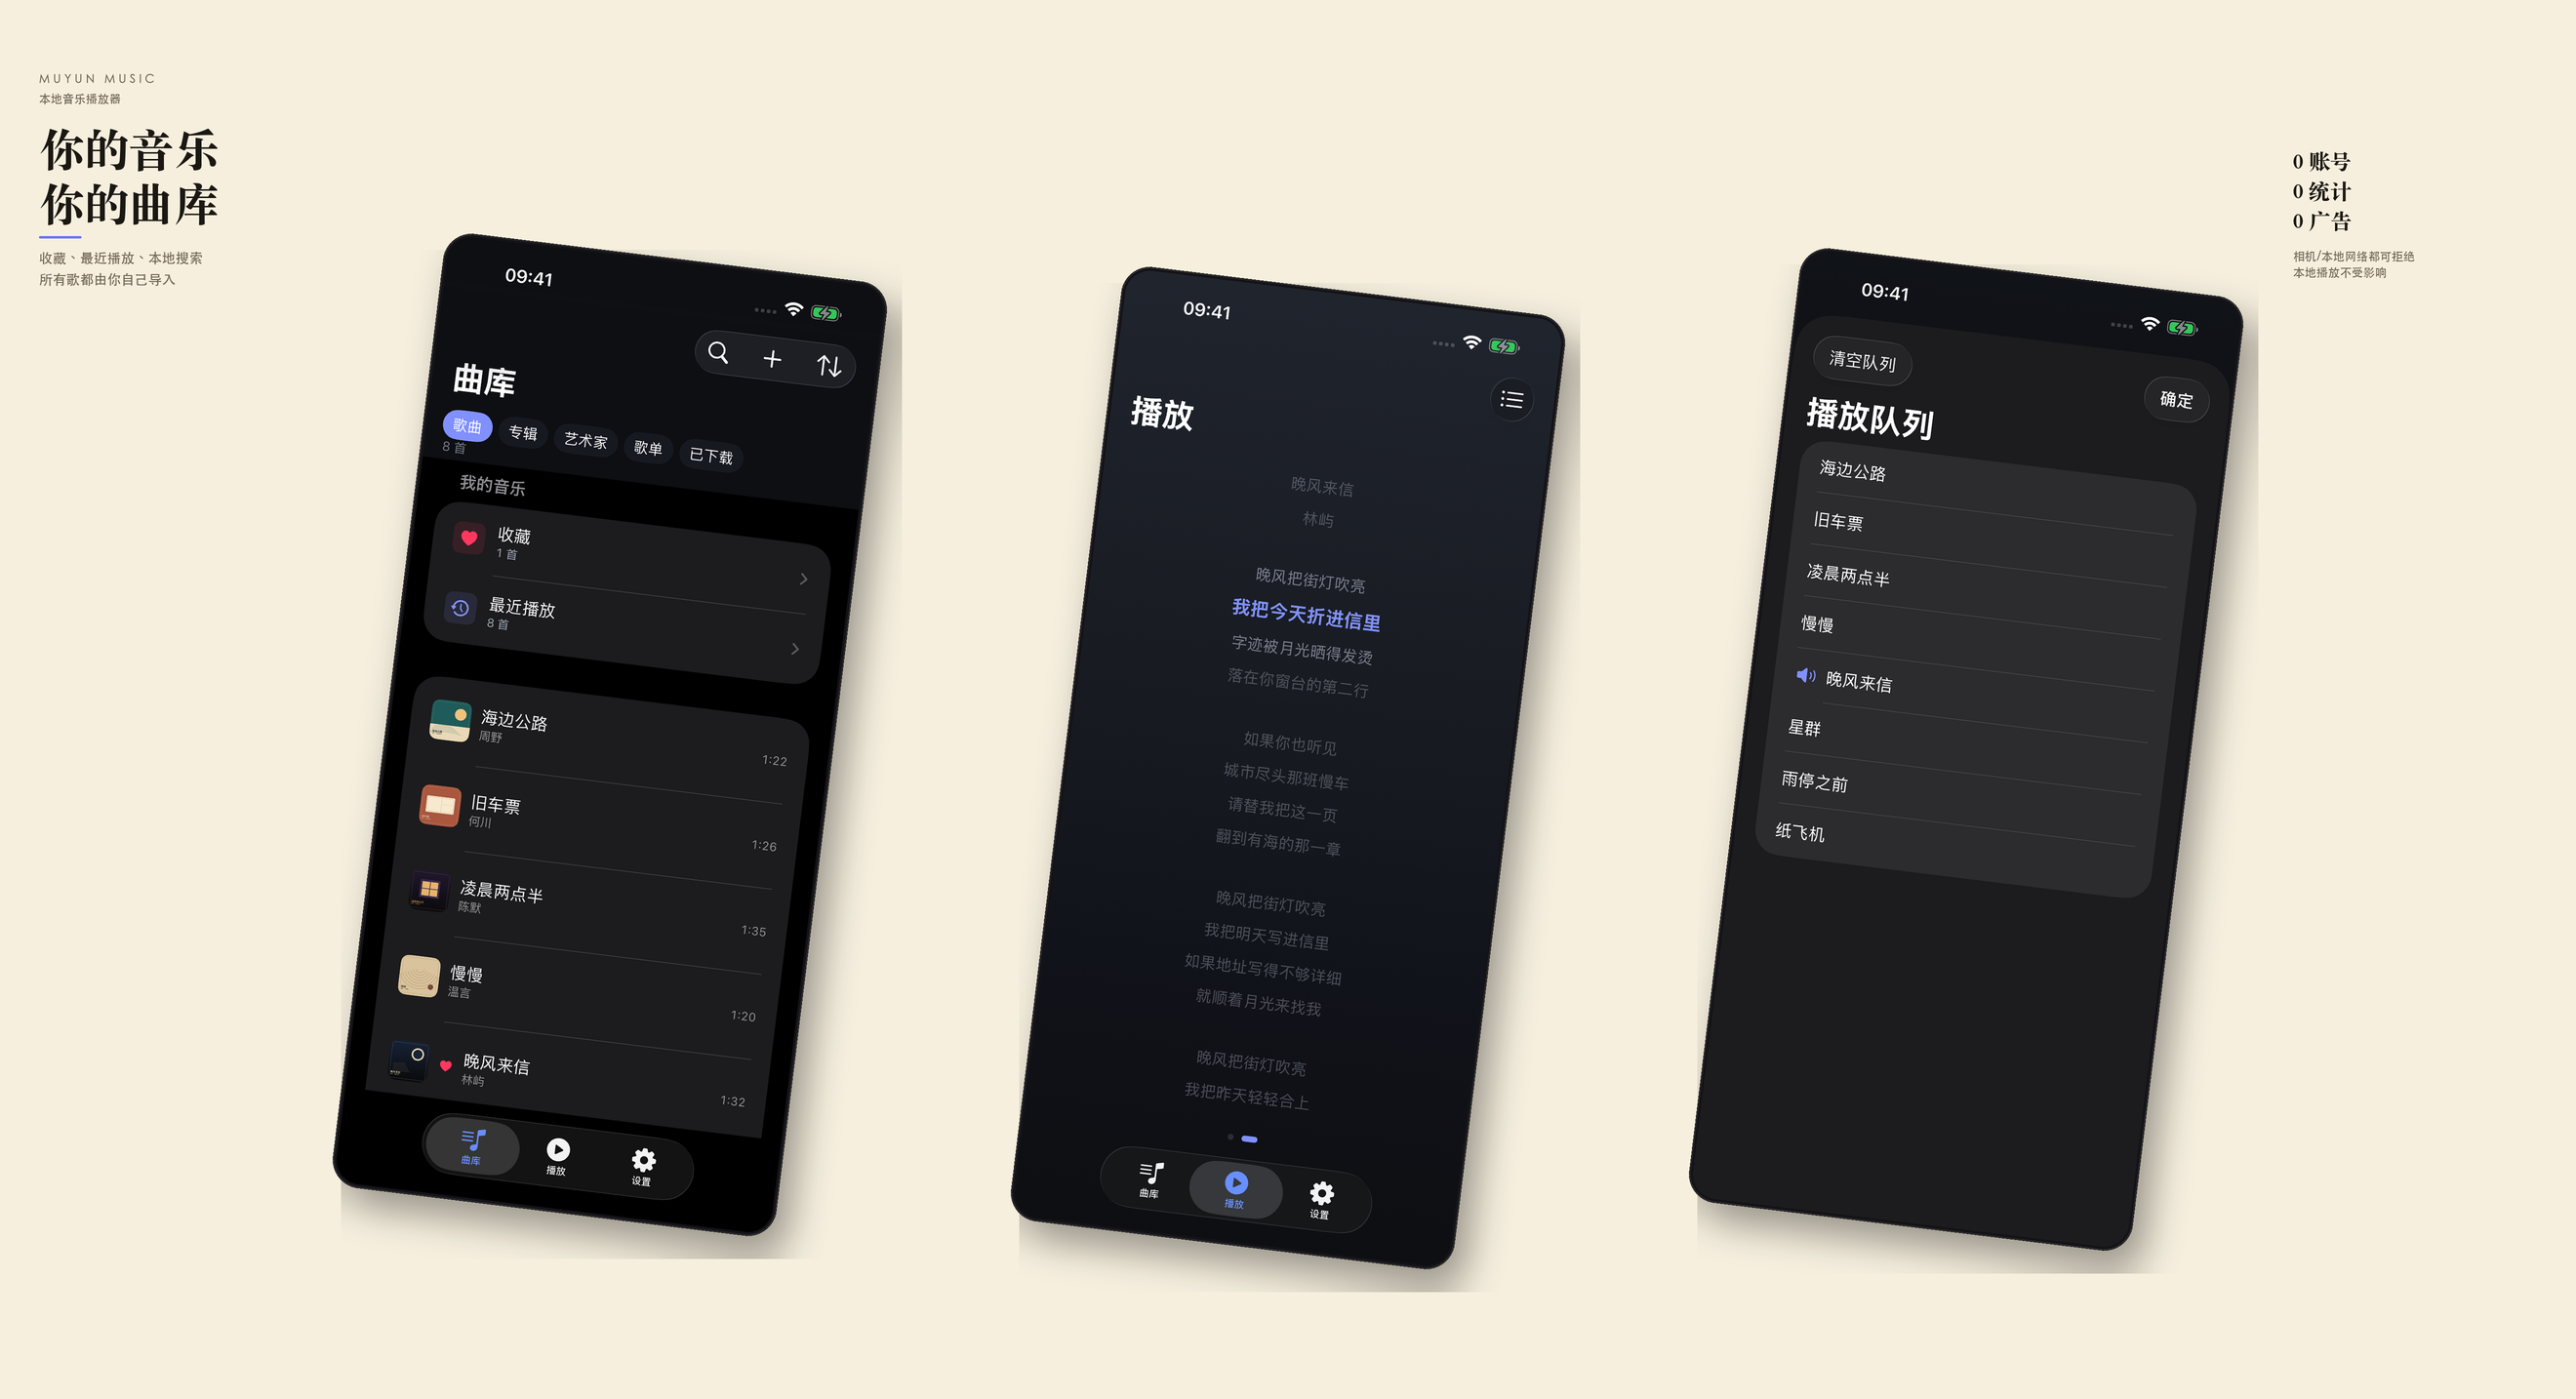 MUYUN MUSIC
本地音乐播放器
你的音乐
你的曲库
收藏、最近播放、本地搜索
所有歌都由你自己导入
09:41
曲库
歌曲 专辑 艺术家 歌单 已下载
8 首
我的音乐
收藏
1 首
最近播放
8 首
海边公路
周野
1:22
旧车票
何川
1:26
凌晨两点半
陈默
1:35
慢慢
温言
1:20
晚风来信
林屿
1:32
曲库 播放 设置
09:41
播放
晚风来信
林屿
晚风把街灯吹亮
我把今天折进信里
字迹被月光晒得发烫
落在你窗台的第二行
如果你也听见
城市尽头那班慢车
请替我把这一页
翻到有海的那一章
晚风把街灯吹亮
我把明天写进信里
如果地址写得不够详细
就顺着月光来找我
晚风把街灯吹亮
我把昨天轻轻合上
曲库 播放 设置
09:41
清空队列
确定
播放队列
海边公路
旧车票
凌晨两点半
慢慢
晚风来信
星群
雨停之前
纸飞机
0 账号
0 统计
0 广告
相机/本地网络都可拒绝
本地播放不受影响